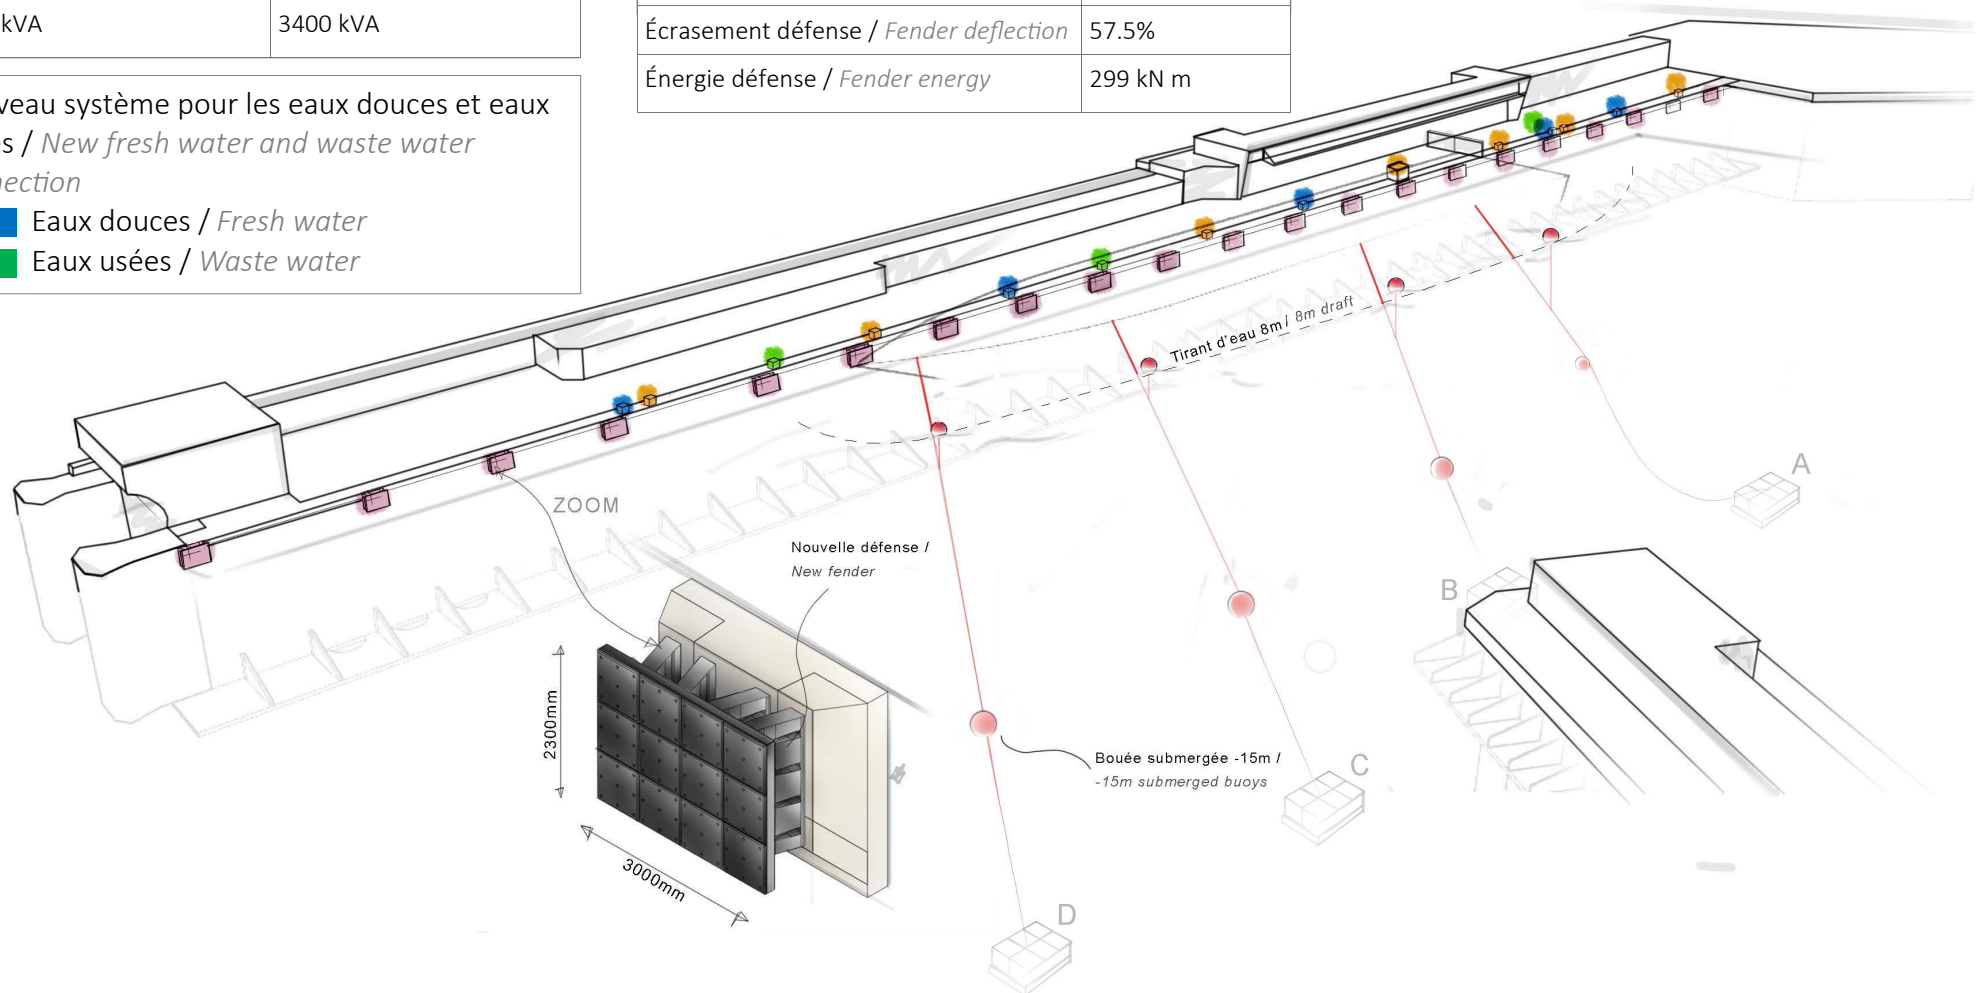 kVA
3400 kVA
Écrasement défense / Fender deflection
57.5%
Énergie défense / Fender energy
299 kN m
veau système pour les eaux douces et eaux
s / New fresh water and waste water
nection
Eaux douces / Fresh water
Eaux usées / Waste water
Tirant d'eau 8m / 8m draft
A
ZOOM
Nouvelle défense /
New fender
B
2300mm
Bouée submergée -15m /
-15m submerged buoys
C
3000mm
D